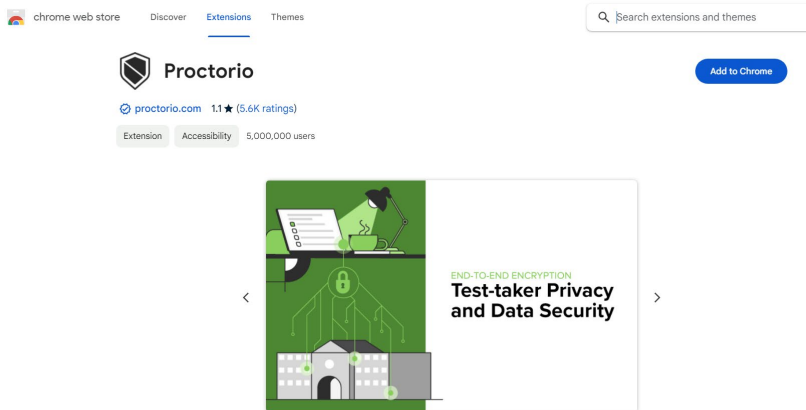 chrome web store Discover Extensions Themes Search extensions and themes
Proctorio
Add to Chrome
proctorio.com 1.1 ★ (5.6K ratings)
Extension Accessibility 5,000,000 users
END-TO-END ENCRYPTION
Test-taker Privacy
and Data Security